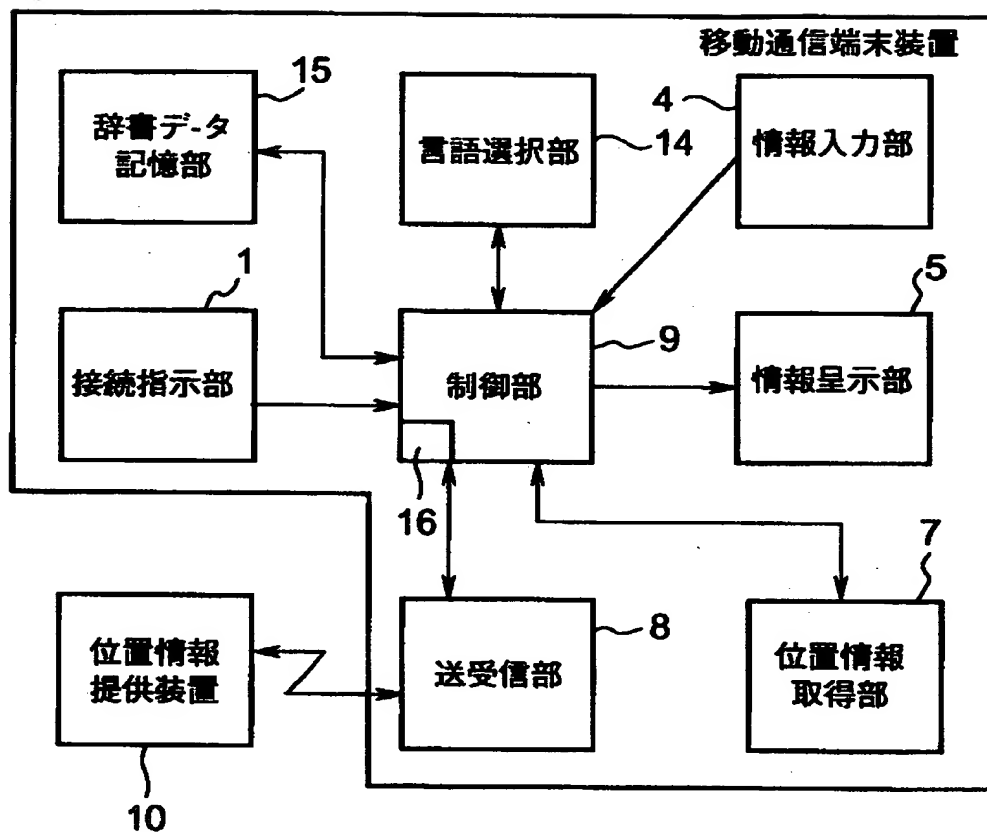 移動通信端末装置
15
辞書デ-タ
記憶部
言語選択部
14
4
情報入力部
1
接続指示部
制御部
9
16
5
情報呈示部
位置情報
提供装置
10
送受信部
8
7
位置情報
取得部